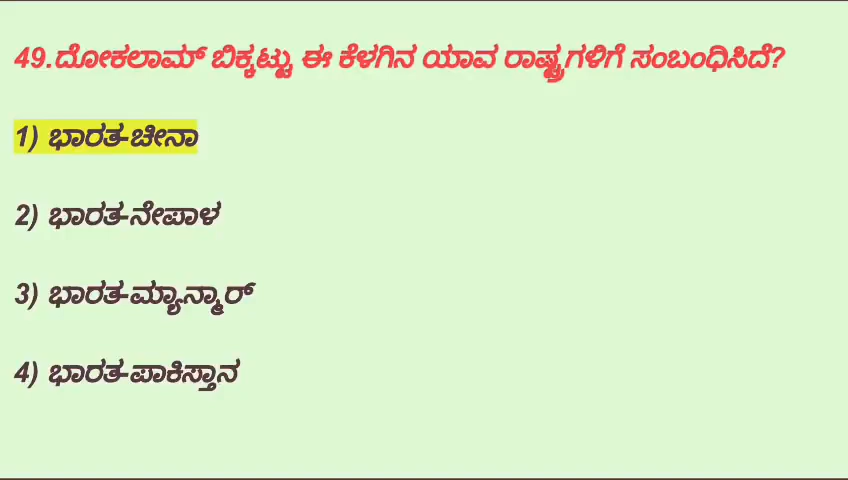 49.ದೋಕಲಾಮ್ ಬಿಕ್ಕಟ್ಟು ಈ ಕೆಳಗಿನ ಯಾವ ರಾಷ್ಟ್ರಗಳಿಗೆ ಸಂಬಂಧಿಸಿದೆ?
1) ಭಾರತ-ಚೀನಾ
2) ಭಾರತ-ನೇಪಾಳ
3) ಭಾರತ-ಮ್ಯಾನ್ಮಾರ್
4) ಭಾರತ-ಪಾಕಿಸ್ತಾನ